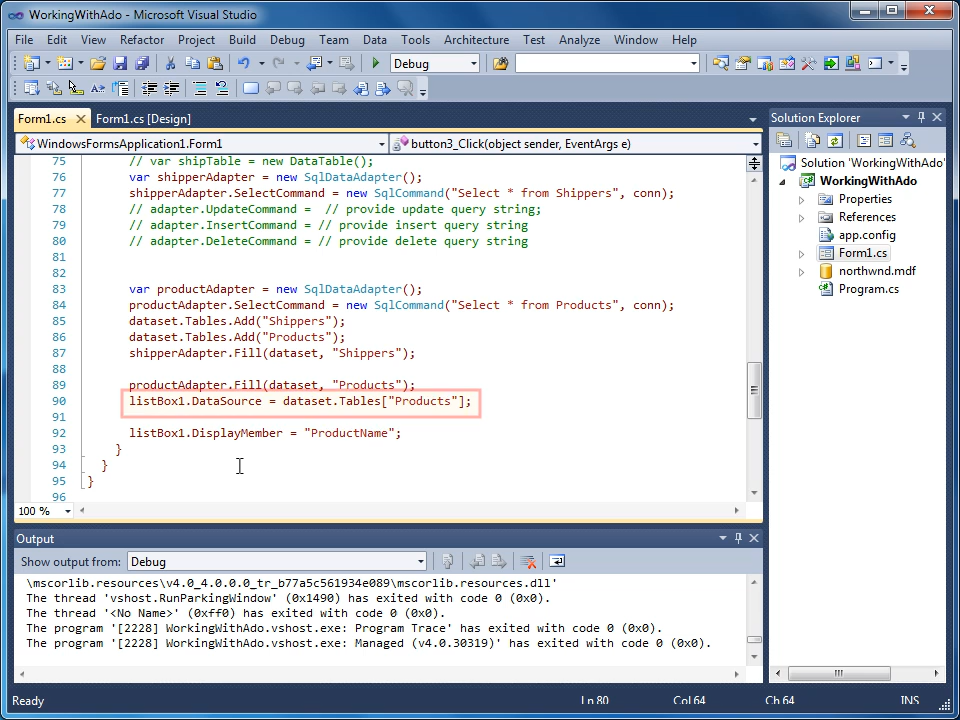 WorkingWithAdo - Microsoft Visual Studio
File Edit View Refactor Project Build Debug Team Data Tools Architecture Test Analyze Window Help
Debug
Form1.cs Form1.cs [Design]
WindowsFormsApplication1.Form1 button3_Click(object sender, EventArgs e)
75 // var shipTable = new DataTable();
76 var shipperAdapter = new SqlDataAdapter();
77 shipperAdapter.SelectCommand = new SqlCommand("Select * from Shippers", conn);
78 // adapter.UpdateCommand = // provide update query string;
79 // adapter.InsertCommand = // provide insert query string
80 // adapter.DeleteCommand = // provide delete query string
81
82
83 var productAdapter = new SqlDataAdapter();
84 productAdapter.SelectCommand = new SqlCommand("Select * from Products", conn);
85 dataset.Tables.Add("Shippers");
86 dataset.Tables.Add("Products");
87 shipperAdapter.Fill(dataset, "Shippers");
88
89 productAdapter.Fill(dataset, "Products");
90 listBox1.DataSource = dataset.Tables["Products"];
91
92 listBox1.DisplayMember = "ProductName";
93 }
94 }
95 }
96
100 %
Solution Explorer
Solution 'WorkingWithAdo'
WorkingWithAdo
Properties
References
app.config
Form1.cs
northwnd.mdf
Program.cs
Output
Show output from: Debug
\mscorlib.resources\v4.0_4.0.0.0_tr_b77a5c561934e089\mscorlib.resources.dll'
The thread 'vshost.RunParkingWindow' (0x1490) has exited with code 0 (0x0).
The thread '<No Name>' (0xff0) has exited with code 0 (0x0).
The program '[2228] WorkingWithAdo.vshost.exe: Program Trace' has exited with code 0 (0x0).
The program '[2228] WorkingWithAdo.vshost.exe: Managed (v4.0.30319)' has exited with code 0 (0x0).
Ready Ln 80 Col 64 Ch 64 INS